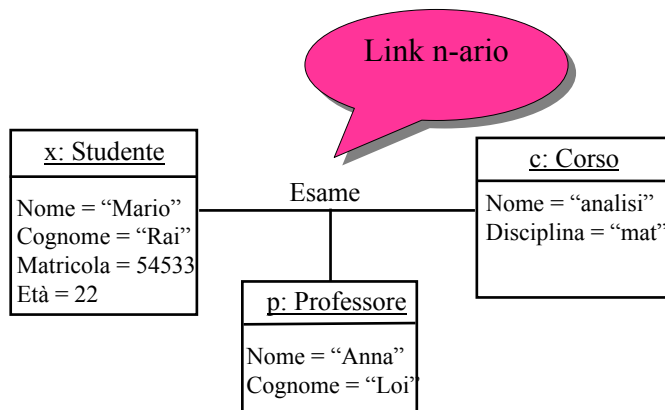 Link n-ario
x: Studente
Nome = “Mario”
Cognome = “Rai”
Matricola = 54533
Età = 22
Esame
c: Corso
Nome = “analisi”
Disciplina = “mat”
p: Professore
Nome = “Anna”
Cognome = “Loi”